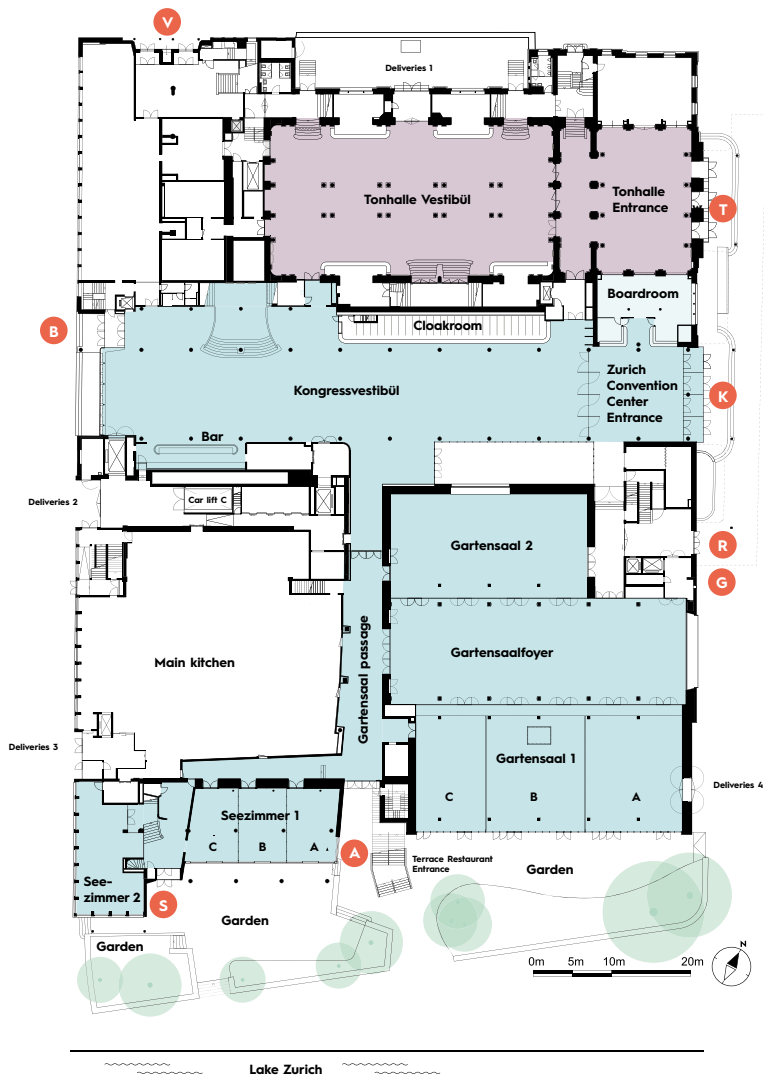 V
Deliveries 1
Tonhalle Vestibül
Tonhalle
Entrance
T
Boardroom
B
Cloakroom
Kongressvestibül
Zurich
Convention
Center
Entrance
K
Bar
Deliveries 2
Car lift C
Gartensaal 2
R
G
Gartensaal passage
Main kitchen
Gartensaalfoyer
Deliveries 3
Gartensaal 1
Deliveries 4
C
B
A
Seezimmer 1
C
B
A
A
Terrace Restaurant
Entrance
Garden
See-
zimmer 2
S
Garden
Garden
N
0m
5m
10m
20m
Lake Zurich